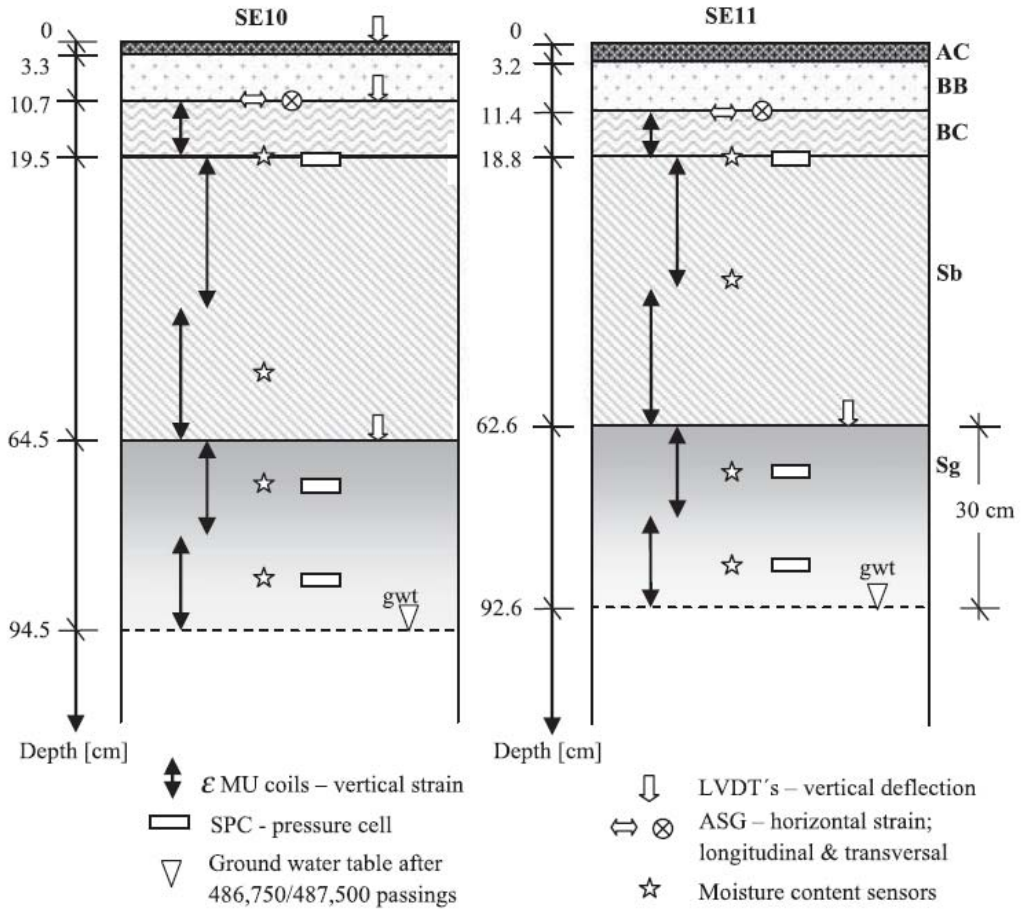 SE10
0
3.3
10.7
19.5
64.5
94.5
gwt
Depth [cm]
SE11
0
3.2
11.4
18.8
62.6
92.6
gwt
Depth [cm]
AC
BB
BC
Sb
Sg
30 cm
ε MU coils – vertical strain
SPC - pressure cell
Ground water table after
486,750/487,500 passings
LVDT´s – vertical deflection
ASG – horizontal strain;
longitudinal & transversal
Moisture content sensors